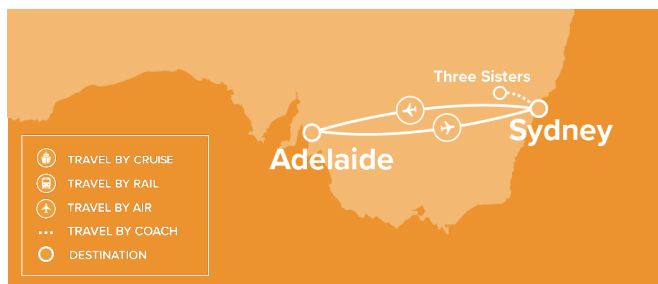 Three Sisters
Sydney
Adelaide
TRAVEL BY CRUISE
TRAVEL BY RAIL
TRAVEL BY AIR
TRAVEL BY COACH
DESTINATION